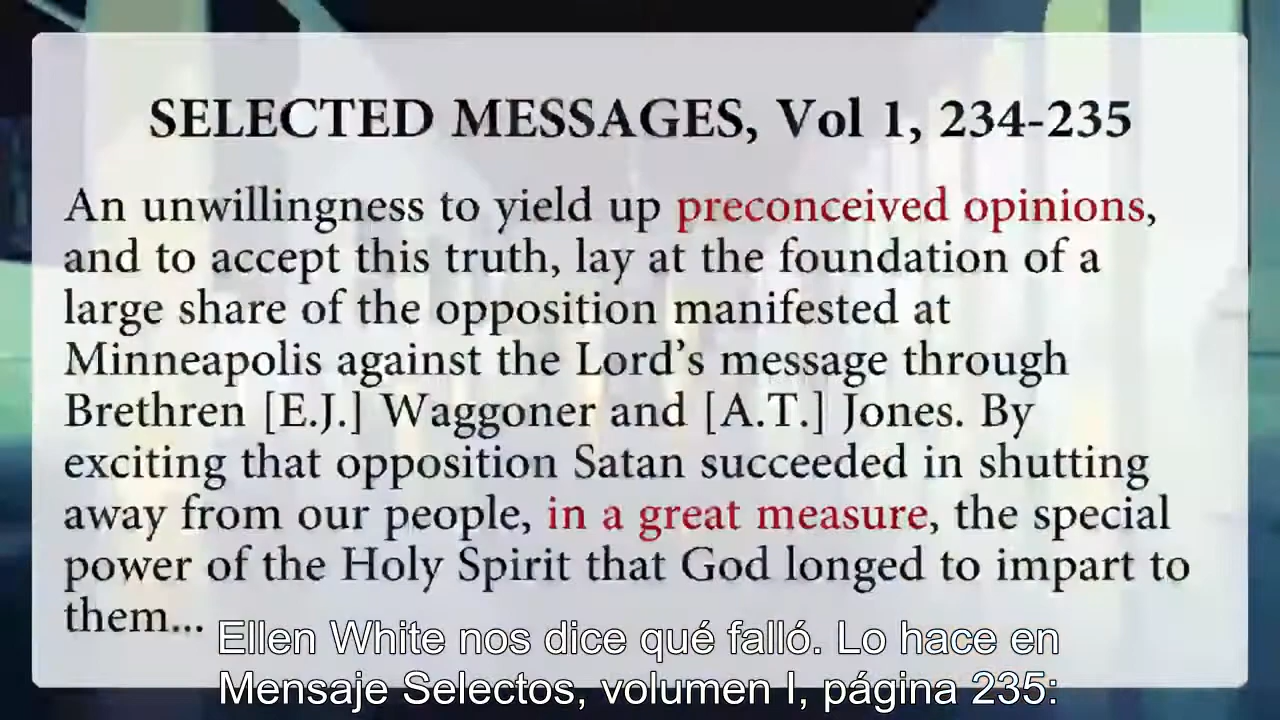 SELECTED MESSAGES, Vol 1, 234-235
An unwillingness to yield up preconceived opinions,
and to accept this truth, lay at the foundation of a
large share of the opposition manifested at
Minneapolis against the Lord’s message through
Brethren [E.J.] Waggoner and [A.T.] Jones. By
exciting that opposition Satan succeeded in shutting
away from our people, in a great measure, the special
power of the Holy Spirit that God longed to impart to
them...
Ellen White nos dice qué falló. Lo hace en
Mensaje Selectos, volumen I, página 235: